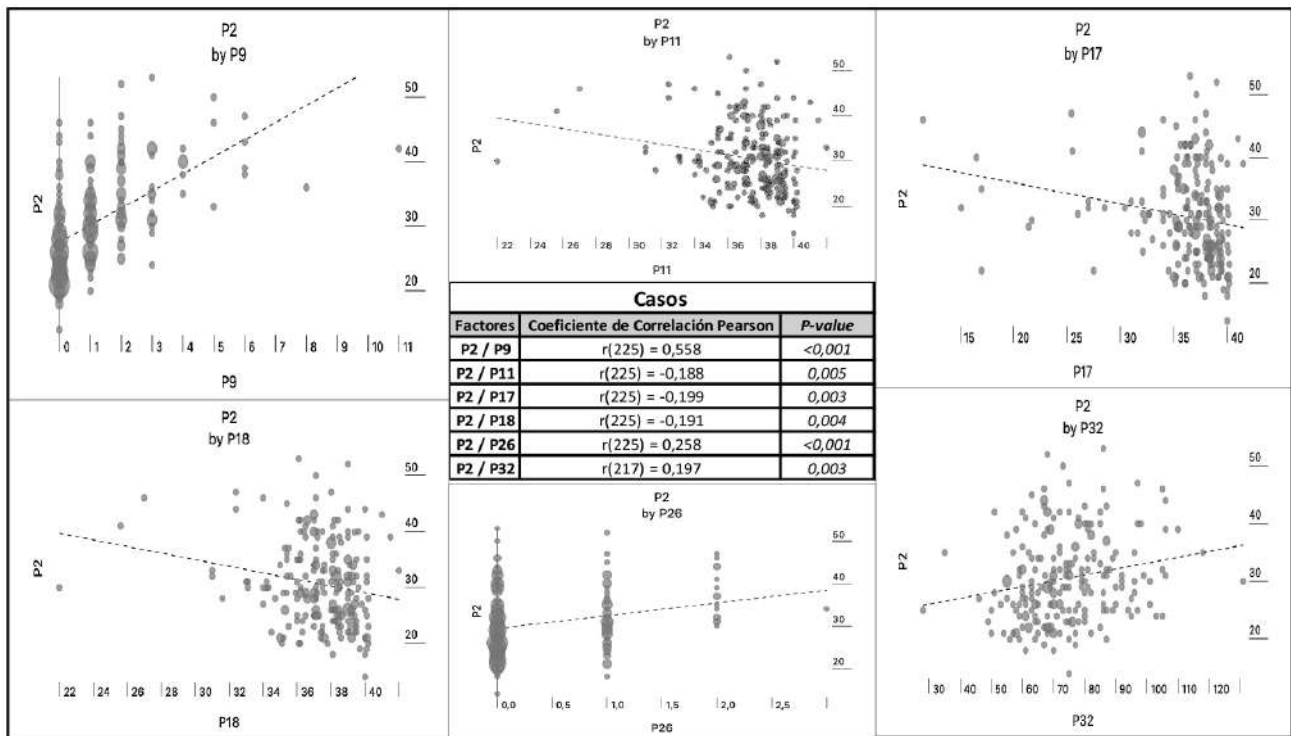 P2
by P9
P2
50
40
30
20
0 1 2 3 4 5 6 7 8 9 10 11
P9
P2
by P11
P2
50
40
30
20
22 24 26 28 30 32 34 36 38 40
P11
P2
by P17
P2
50
40
30
20
15 20 25 30 35 40
P17
Casos
Factores Coeficiente de Correlación Pearson P-value
P2 / P9 r(225) = 0,558 <0,001
P2 / P11 r(225) = -0,188 0,005
P2 / P17 r(225) = -0,199 0,003
P2 / P18 r(225) = -0,191 0,004
P2 / P26 r(225) = 0,258 <0,001
P2 / P32 r(217) = 0,197 0,003
P2
by P18
P2
50
40
30
20
22 24 26 28 30 32 34 36 38 40
P18
P2
by P26
P2
50
40
30
20
0,0 0,5 1,0 1,5 2,0 2,5
P26
P2
by P32
P2
50
40
30
20
30 40 50 60 70 80 90 100 110 120
P32